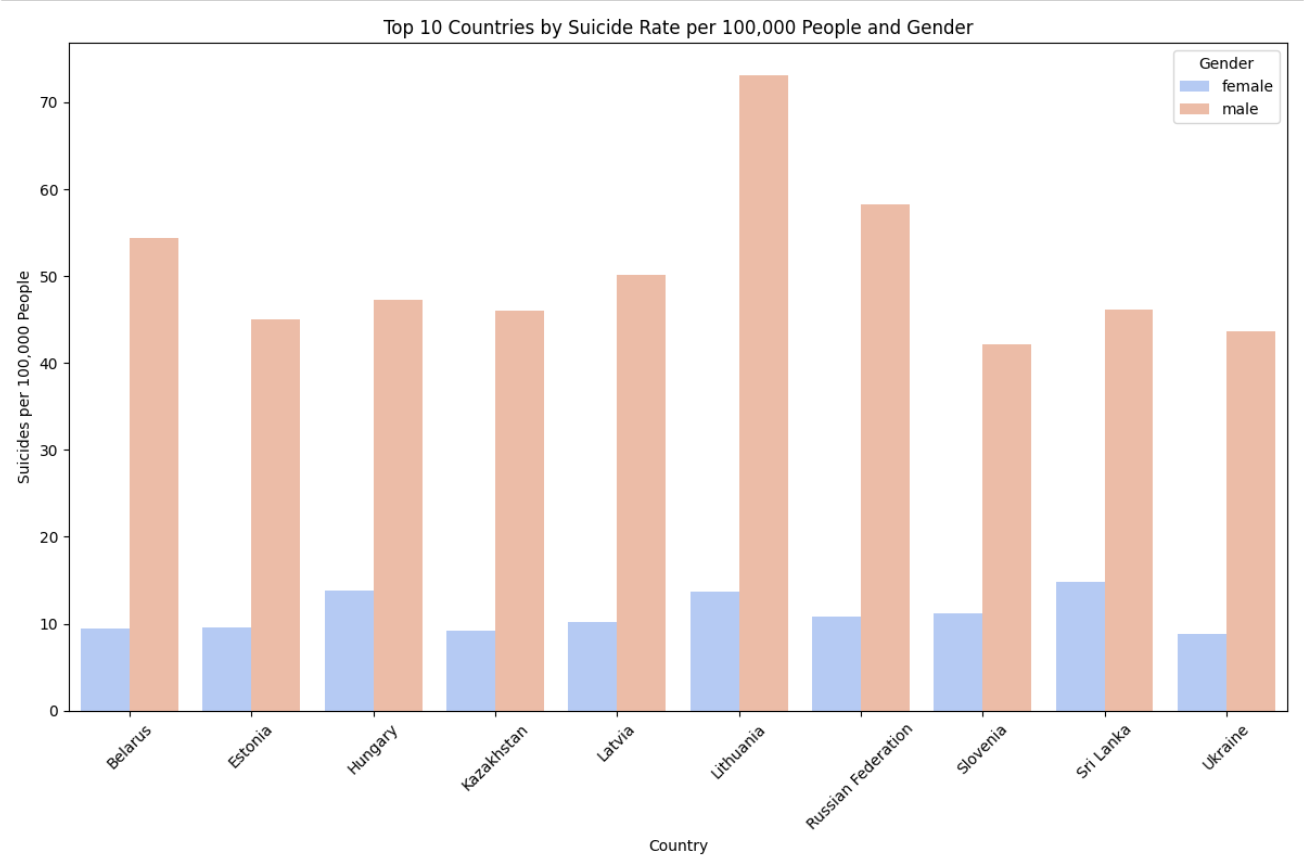 Top 10 Countries by Suicide Rate per 100,000 People and Gender
Gender
female
male
Suicides per 100,000 People
70
60
50
40
30
20
10
0
Belarus
Estonia
Hungary
Kazakhstan
Latvia
Lithuania
Russian Federation
Slovenia
Sri Lanka
Ukraine
Country